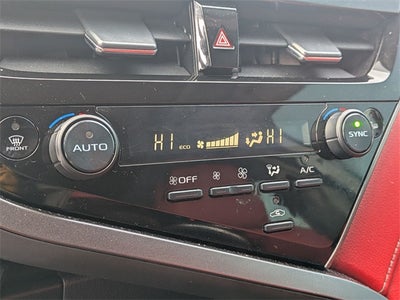 HI ECO HI
AUTO
SYNC
FRONT
OFF
A/C